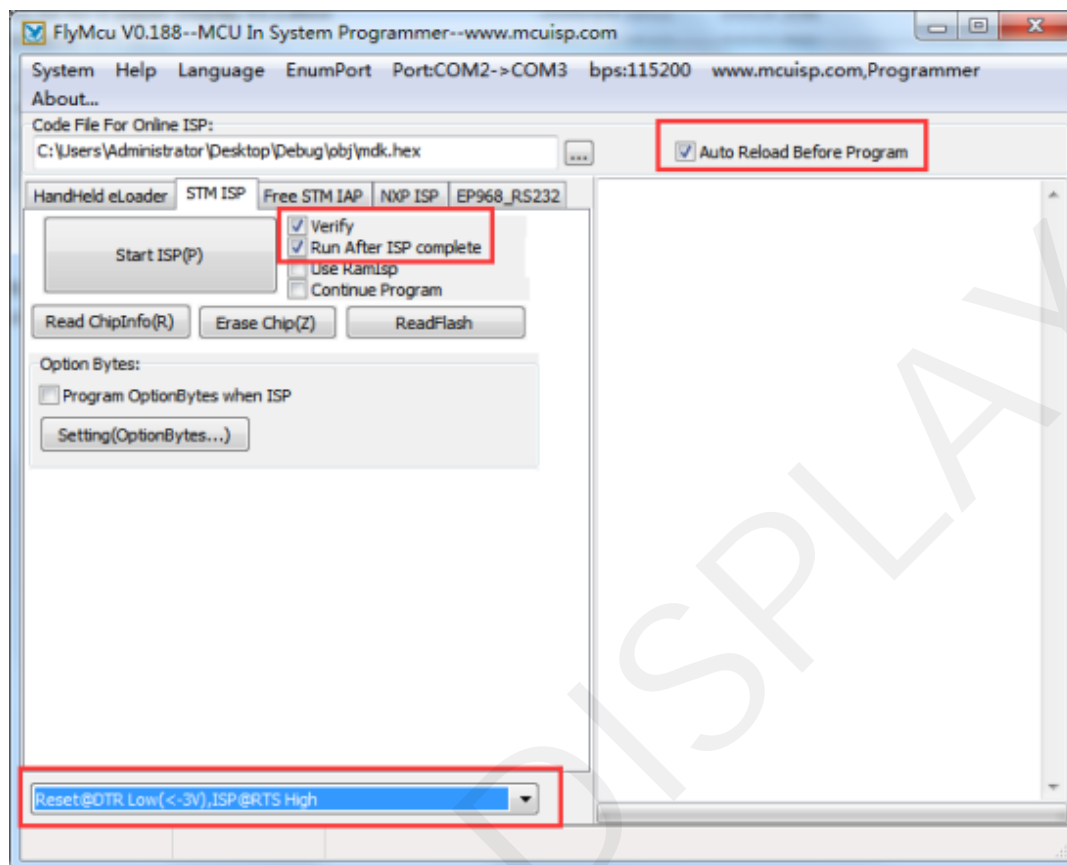 FlyMcu V0.188--MCU In System Programmer--www.mcuisp.com
System Help Language EnumPort Port:COM2->COM3 bps:115200 www.mcuisp.com,Programmer
About...
Code File For Online ISP:
C:\Users\Administrator\Desktop\Debug\obj\mdk.hex ... Auto Reload Before Program
HandHeld eLoader STM ISP Free STM IAP NXP ISP EP968_RS232
Start ISP(P)
Verify
Run After ISP complete
Use RamIsp
Continue Program
Read ChipInfo(R) Erase Chip(Z) ReadFlash
Option Bytes:
Program OptionBytes when ISP
Setting(OptionBytes...)
Reset@DTR Low(<-3V),ISP@RTS High
DISPLAY